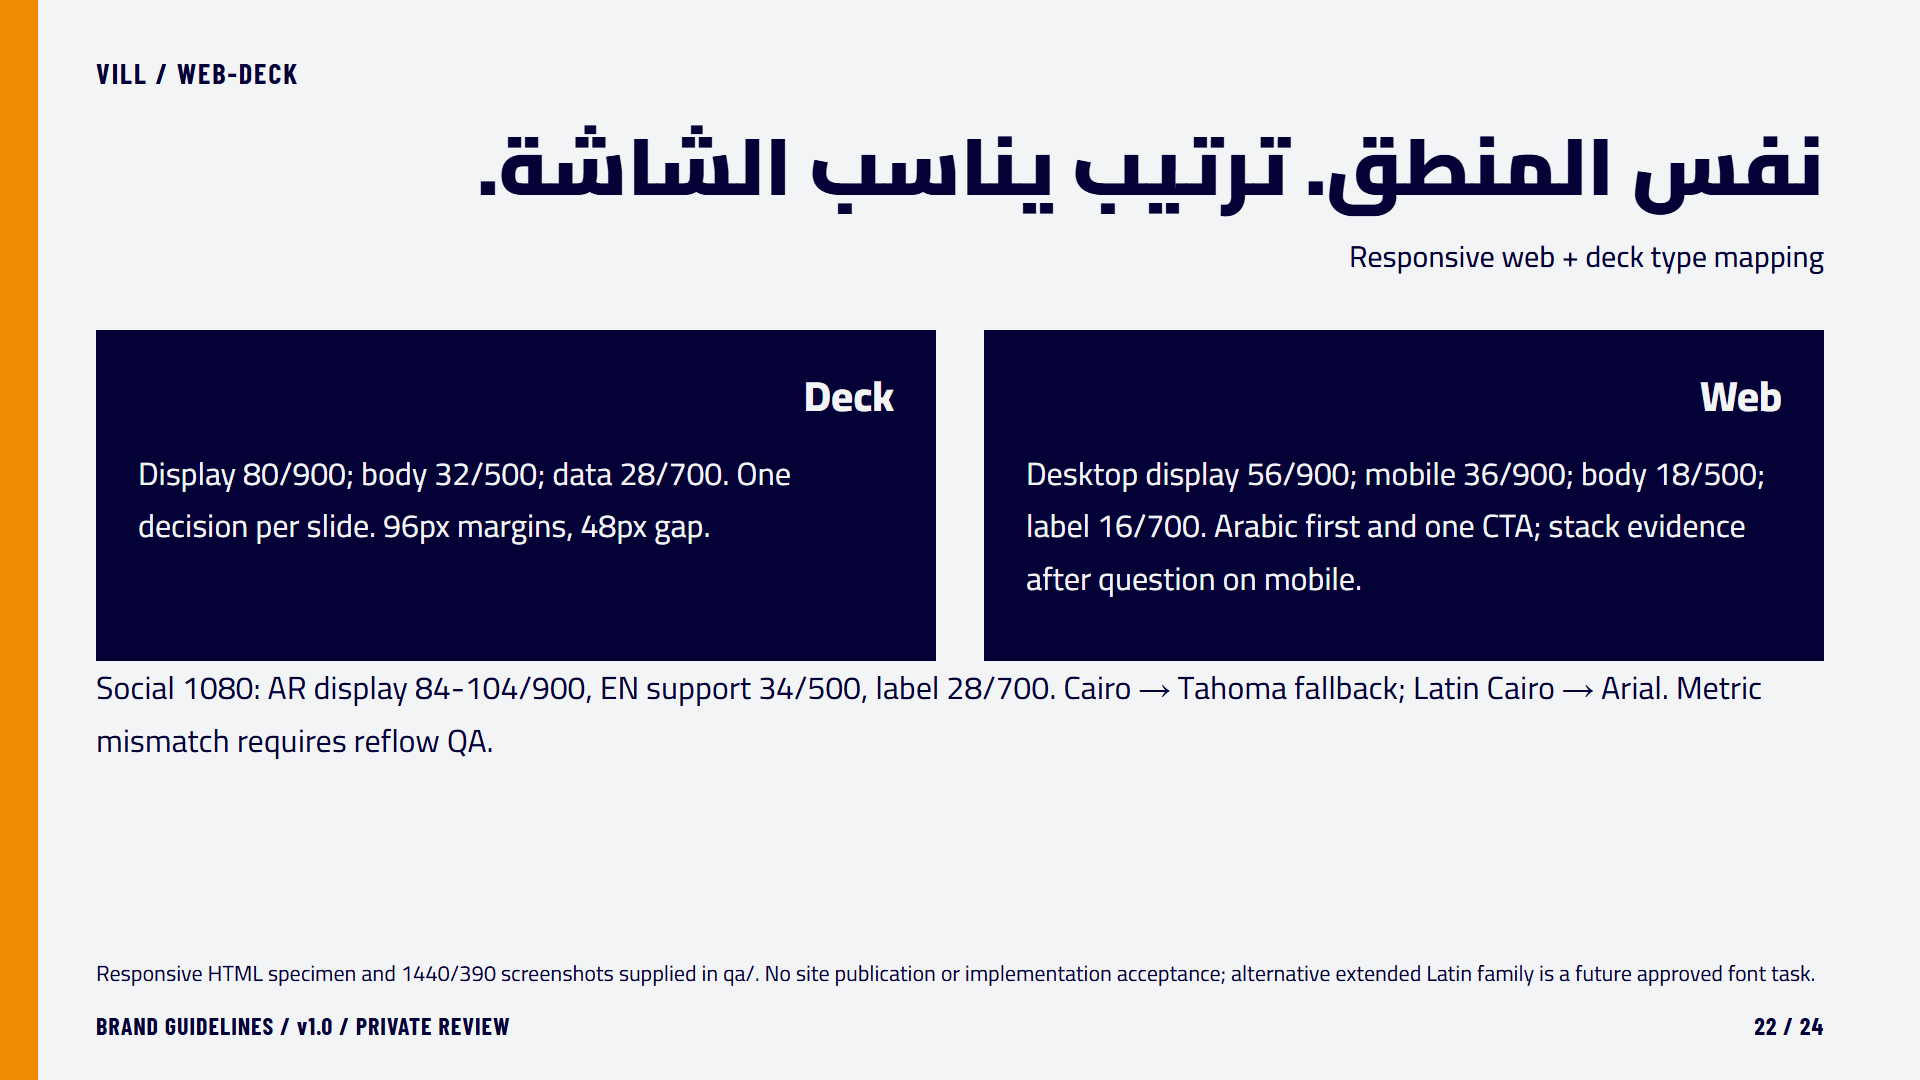 VILL / WEB-DECK
نفس المنطق. ترتيب يناسب الشاشة.
Responsive web + deck type mapping
Deck
Display 80/900; body 32/500; data 28/700. One
decision per slide. 96px margins, 48px gap.
Web
Desktop display 56/900; mobile 36/900; body 18/500;
label 16/700. Arabic first and one CTA; stack evidence
after question on mobile.
Social 1080: AR display 84-104/900, EN support 34/500, label 28/700. Cairo → Tahoma fallback; Latin Cairo → Arial. Metric
mismatch requires reflow QA.
Responsive HTML specimen and 1440/390 screenshots supplied in qa/. No site publication or implementation acceptance; alternative extended Latin family is a future approved font task.
BRAND GUIDELINES / v1.0 / PRIVATE REVIEW
22 / 24